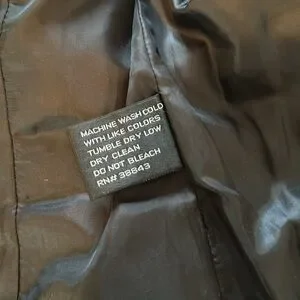 MACHINE WASH COLD
WITH LIKE COLORS
TUMBLE DRY LOW
DRY CLEAN
DO NOT BLEACH
RN# 38843